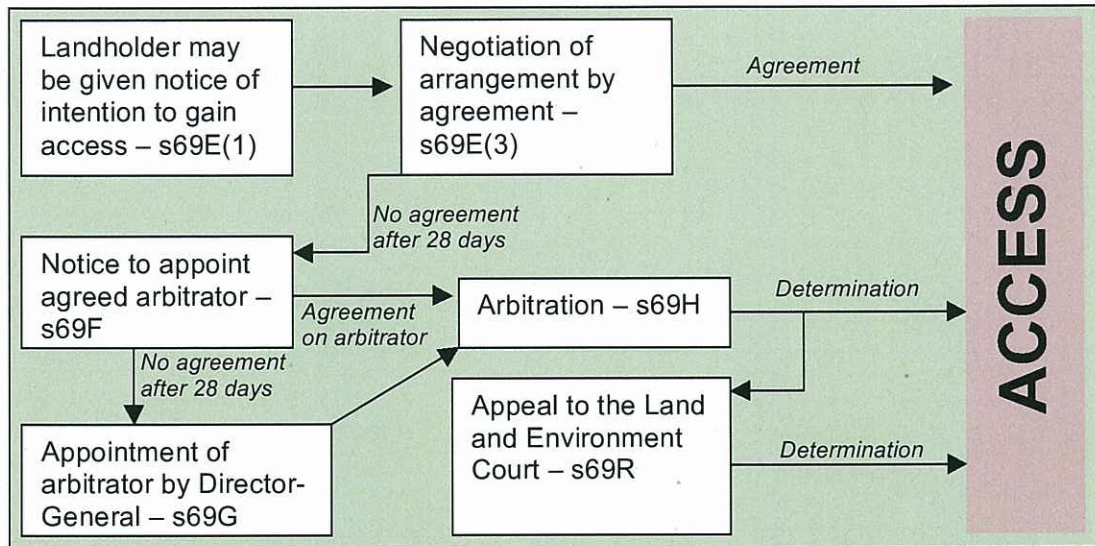 Landholder may
be given notice of
intention to gain
access – s69E(1)
Negotiation of
arrangement by
agreement –
s69E(3)
Agreement
No agreement
after 28 days
Notice to appoint
agreed arbitrator –
s69F
Agreement
on arbitrator
Arbitration – s69H
Determination
No agreement
after 28 days
Appointment of
arbitrator by Director-
General – s69G
Appeal to the Land
and Environment
Court – s69R
Determination
ACCESS